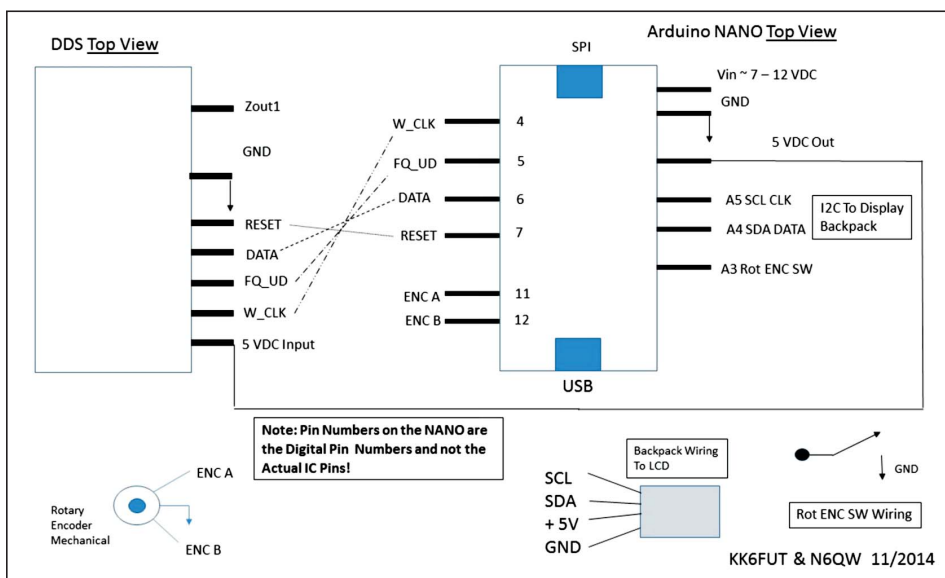 DDS Top View
Zout1
GND
RESET
DATA
FQ_UD
W_CLK
5 VDC Input
Arduino NANO Top View
SPI
W_CLK
4
FQ_UD
5
DATA
6
RESET
7
ENC A
11
ENC B
12
USB
Vin ~ 7 – 12 VDC
GND
5 VDC Out
A5 SCL CLK
A4 SDA DATA
I2C To Display
Backpack
A3 Rot ENC SW
Note: Pin Numbers on the NANO are
the Digital Pin Numbers and not the
Actual IC Pins!
ENC A
Rotary
Encoder
Mechanical
ENC B
Backpack Wiring
To LCD
SCL
SDA
+ 5V
GND
GND
Rot ENC SW Wiring
KK6FUT & N6QW 11/2014